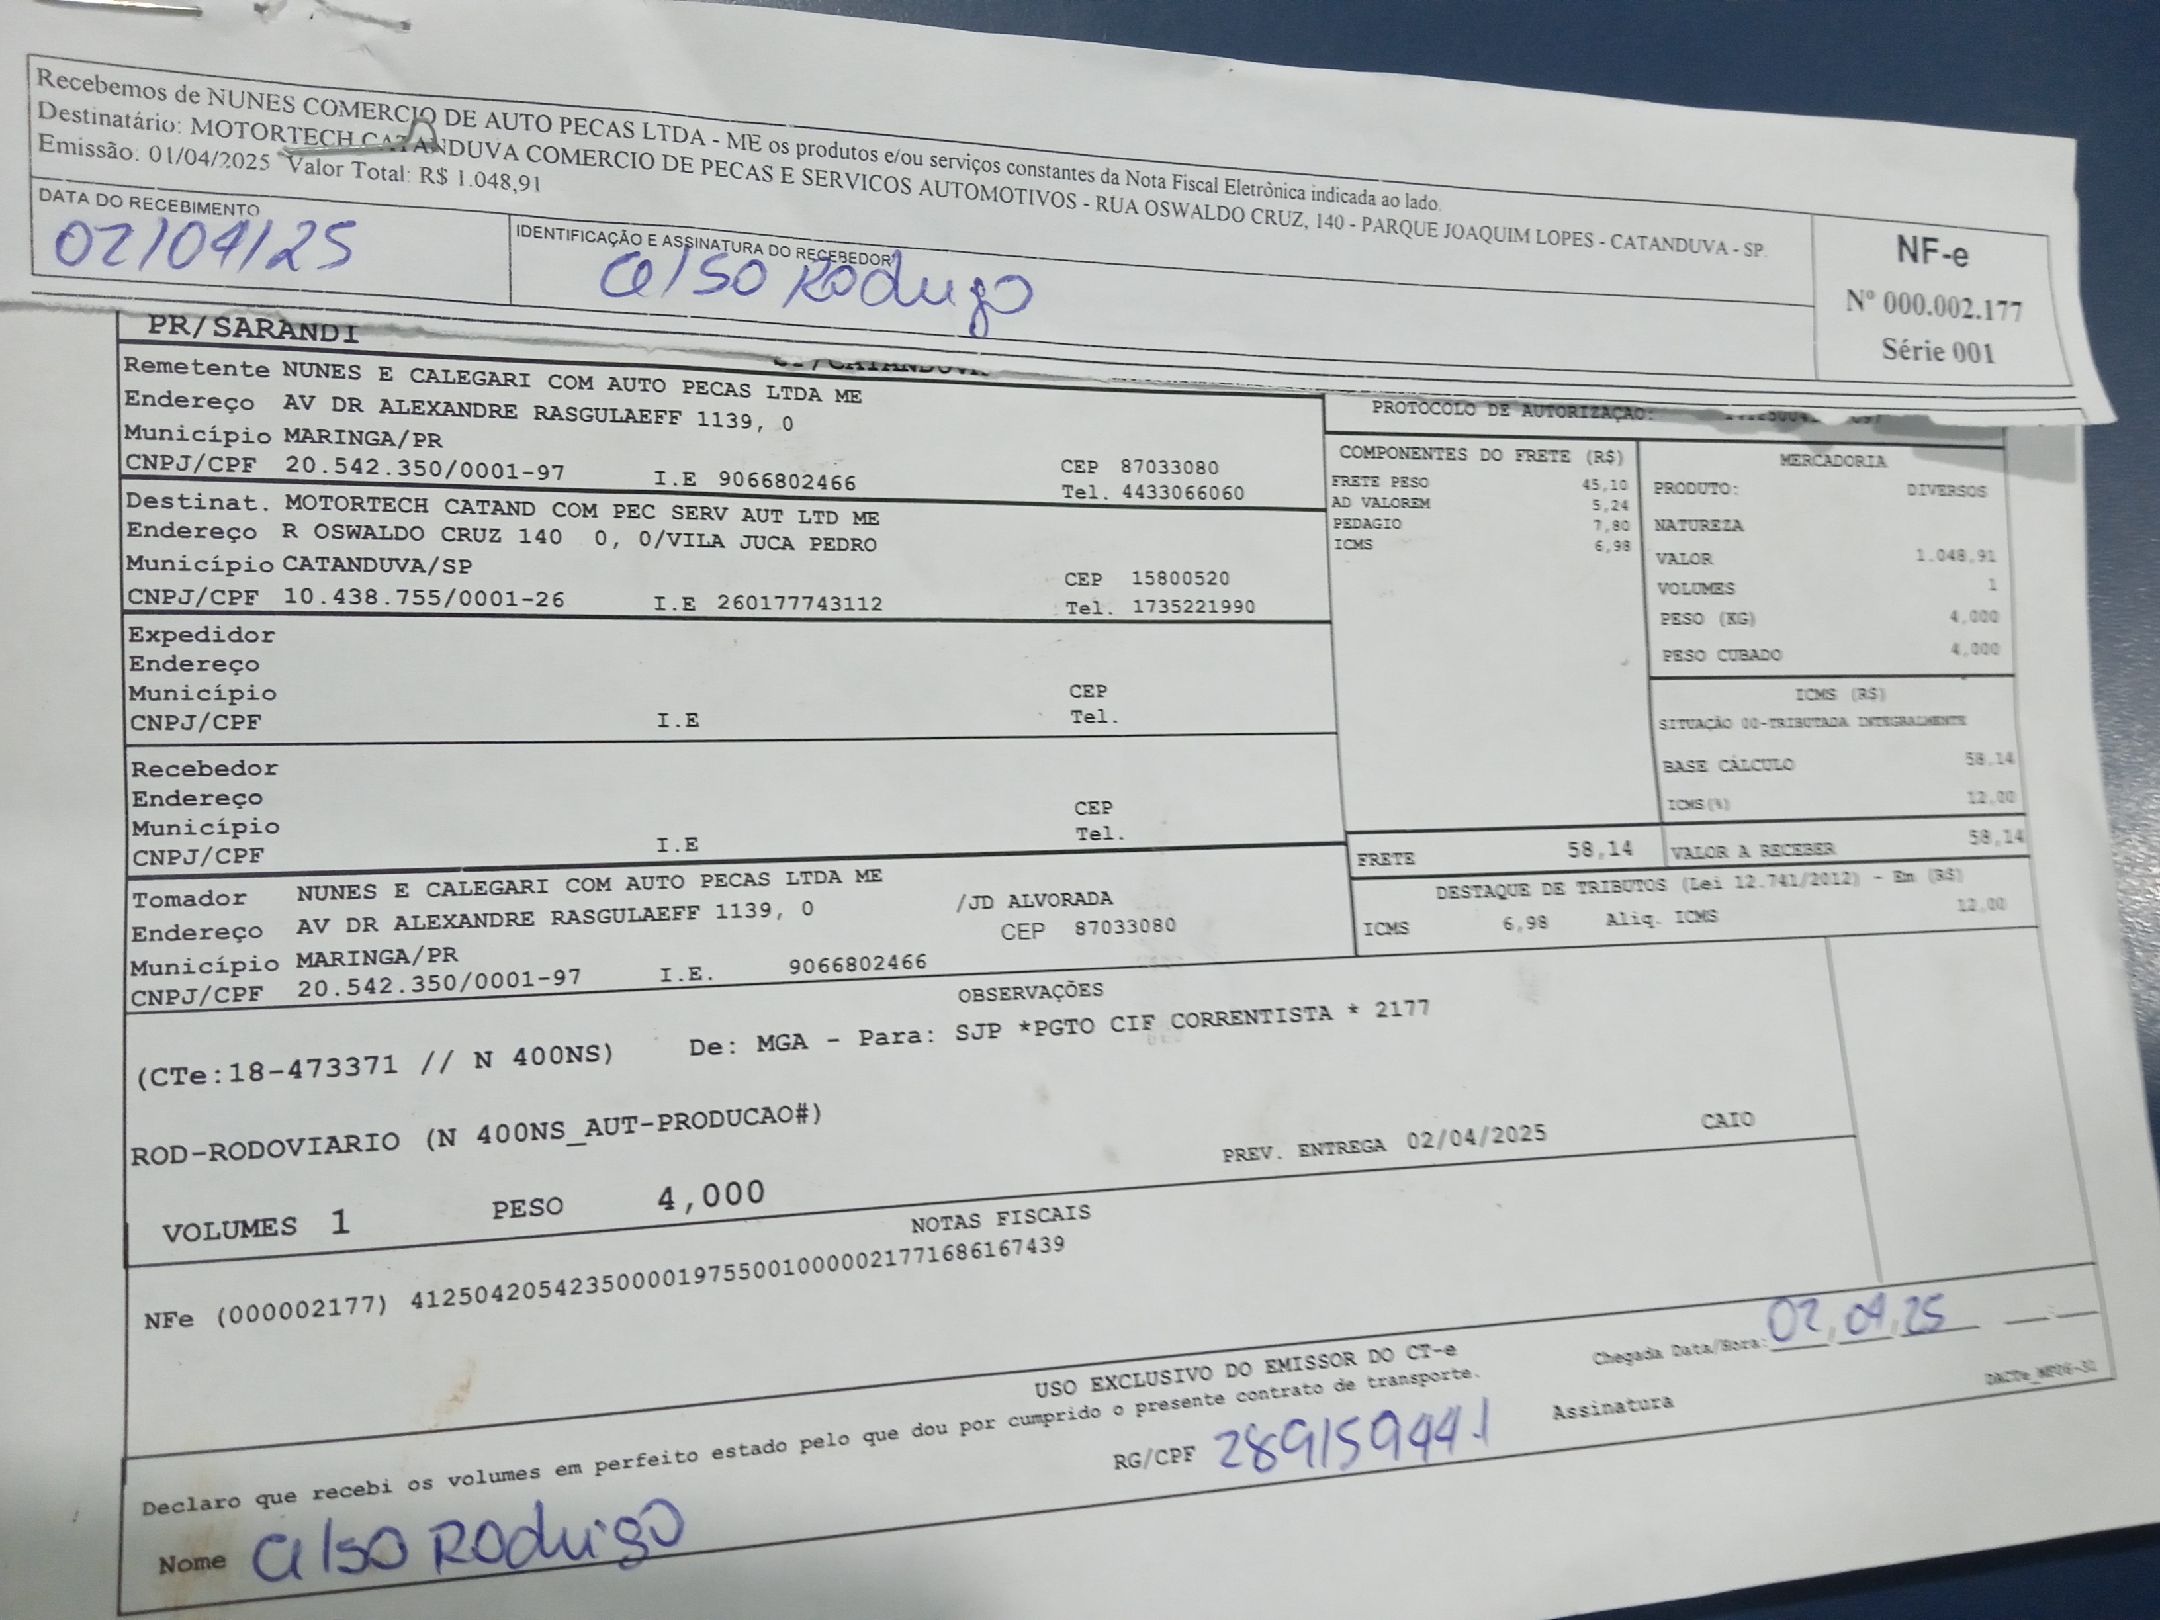 Recebemos de NUNES COMERCIO DE AUTO PECAS LTDA - ME os produtos e/ou serviços constantes da Nota Fiscal Eletrônica indicada ao lado.
Destinatário: MOTORTECH CATANDUVA COMERCIO DE PECAS E SERVICOS AUTOMOTIVOS - RUA OSWALDO CRUZ, 140 - PARQUE JOAQUIM LOPES - CATANDUVA - SP.
Emissão: 01/04/2025 Valor Total: R$ 1.048,91
DATA DO RECEBIMENTO
02/04/25
IDENTIFICAÇÃO E ASSINATURA DO RECEBEDOR
Celso Rodrigo
NF-e
Nº 000.002.177
Série 001
PR/SARANDI
Remetente NUNES E CALEGARI COM AUTO PECAS LTDA ME
Endereço AV DR ALEXANDRE RASGULAEFF 1139, 0
Município MARINGA/PR
CEP 87033080
CNPJ/CPF 20.542.350/0001-97 I.E 9066802466 Tel. 4433066060
Destinat. MOTORTECH CATAND COM PEC SERV AUT LTD ME
Endereço R OSWALDO CRUZ 140 0, 0/VILA JUCA PEDRO
Município CATANDUVA/SP CEP 15800520
CNPJ/CPF 10.438.755/0001-26 I.E 260177743112 Tel. 1735221990
Expedidor
Endereço
Município CEP
CNPJ/CPF I.E Tel.
Recebedor
Endereço
Município CEP
CNPJ/CPF I.E Tel.
Tomador NUNES E CALEGARI COM AUTO PECAS LTDA ME
Endereço AV DR ALEXANDRE RASGULAEFF 1139, 0 /JD ALVORADA
Município MARINGA/PR CEP 87033080
CNPJ/CPF 20.542.350/0001-97 I.E. 9066802466
PROTOCOLO DE AUTORIZAÇÃO:
COMPONENTES DO FRETE (R$)
FRETE PESO 45,10
AD VALOREM 5,24
PEDAGIO 7,80
ICMS 6,98
MERCADORIA
PRODUTO: DIVERSOS
NATUREZA
VALOR 1.048,91
VOLUMES 1
PESO (KG) 4,000
PESO CUBADO 4,000
ICMS (R$)
SITUAÇÃO 00-TRIBUTADA INTEGRALMENTE
BASE CÁLCULO 58,14
ICMS(%) 12,00
FRETE 58,14 VALOR A RECEBER 58,14
DESTAQUE DE TRIBUTOS (Lei 12.741/2012) - Em (R$)
ICMS 6,98 Aliq. ICMS 12,00
OBSERVAÇÕES
(CTe:18-473371 // N 400NS) De: MGA - Para: SJP *PGTO CIF CORRENTISTA * 2177
ROD-RODOVIARIO (N 400NS_AUT-PRODUCAO#)
PREV. ENTREGA 02/04/2025 CAIO
VOLUMES 1 PESO 4,000
NOTAS FISCAIS
NFe (000002177) 41250420542350000197550010000021771686167439
USO EXCLUSIVO DO EMISSOR DO CT-e
Chegada Data/Hora: 02 04 25
Declaro que recebi os volumes em perfeito estado pelo que dou por cumprido o presente contrato de transporte.
Nome Celso Rodrigo
RG/CPF 289159441
Assinatura